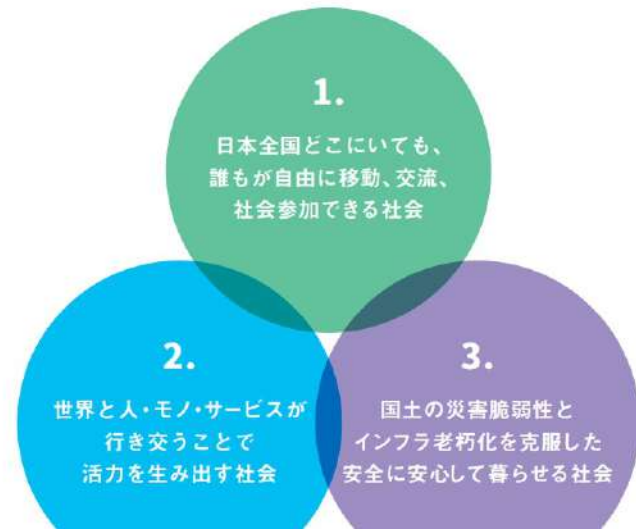 1.
日本全国どこにいても、
誰もが自由に移動、交流、
社会参加できる社会
2.
世界と人・モノ・サービスが
行き交うことで
活力を生み出す社会
3.
国土の災害脆弱性と
インフラ老朽化を克服した
安全に安心して暮らせる社会